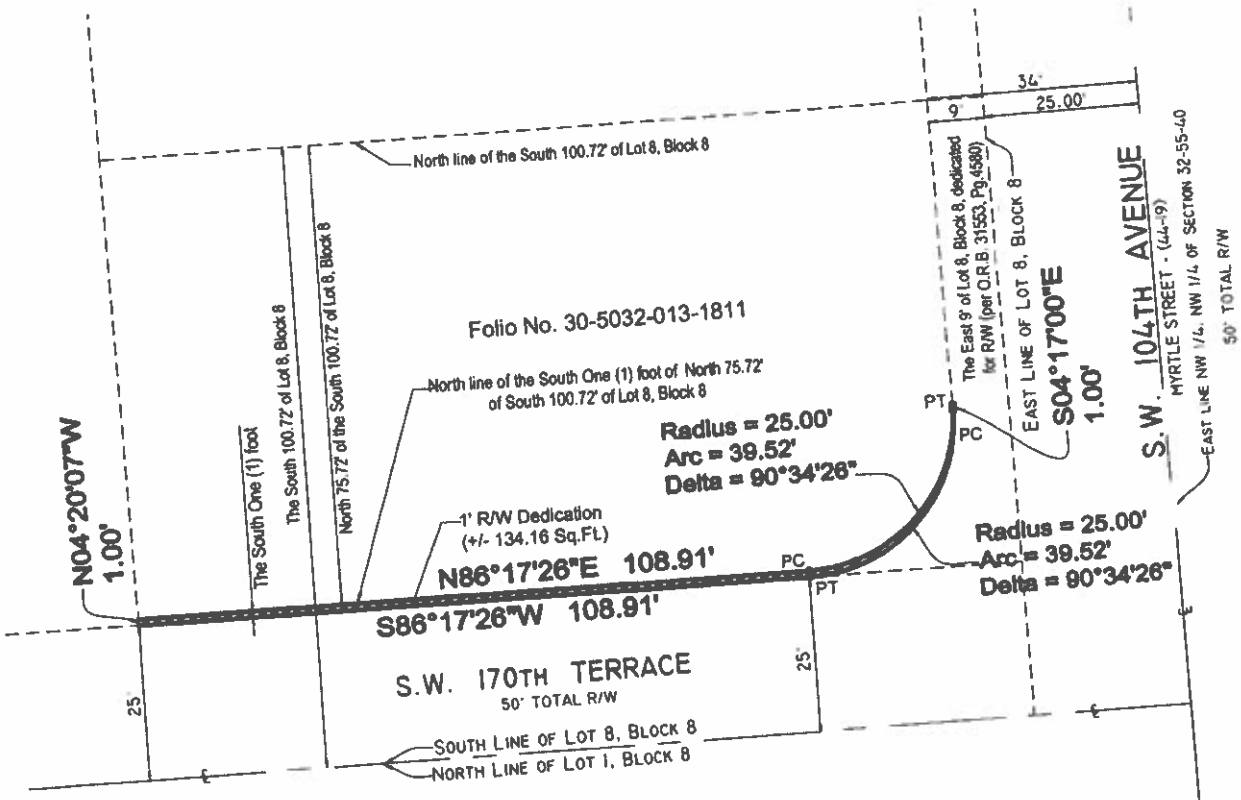 34'
9'
25.00'
North line of the South 100.72' of Lot 8, Block 8
The East 9' of Lot 8, Block 8, dedicated
for R/W (per O.R.B. 31553, Pg.4580)
EAST LINE OF LOT 8, BLOCK 8
S04°17'00"E
1.00'
S.W. 104TH AVENUE
MYRTLE STREET - (44-19)
EAST LINE NW 1/4, NW 1/4 OF SECTION 32-55-40
50' TOTAL R/W
Folio No. 30-5032-013-1811
North line of the South One (1) foot of North 75.72'
of South 100.72' of Lot 8, Block 8
N04°20'07"W
1.00'
The South One (1) foot
The South 100.72' of Lot 8, Block 8
North 75.72' of the South 100.72' of Lot 8, Block 8
Radius = 25.00'
Arc = 39.52'
Delta = 90°34'26"
PT
PC
1' R/W Dedication
(+/- 134.16 Sq.Ft.)
N86°17'26"E 108.91'
PC
PT
Radius = 25.00'
Arc = 39.52'
Delta = 90°34'26"
S86°17'26"W 108.91'
S.W. 170TH TERRACE
50' TOTAL R/W
25'
25'
SOUTH LINE OF LOT 8, BLOCK 8
NORTH LINE OF LOT 1, BLOCK 8